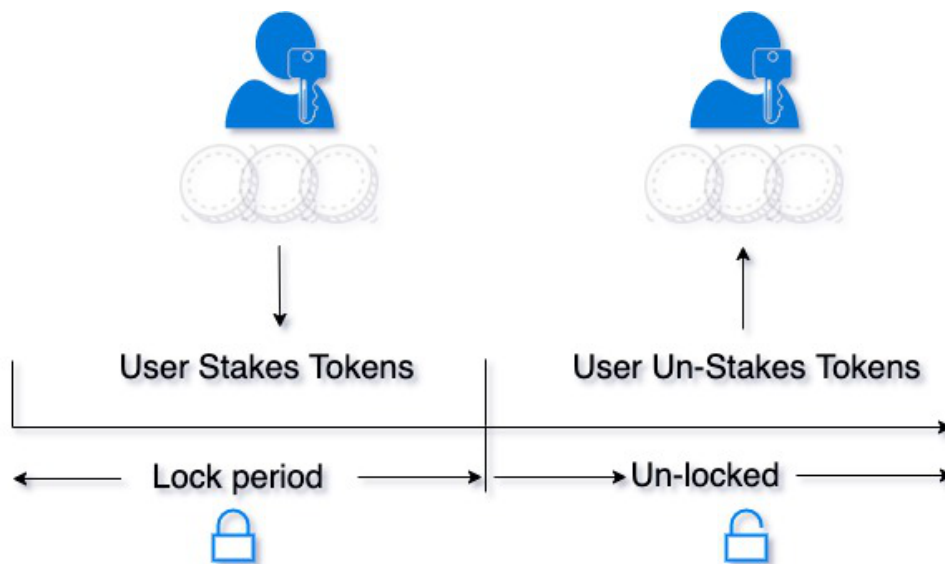 User Stakes Tokens
User Un-Stakes Tokens
Lock period
Un-locked